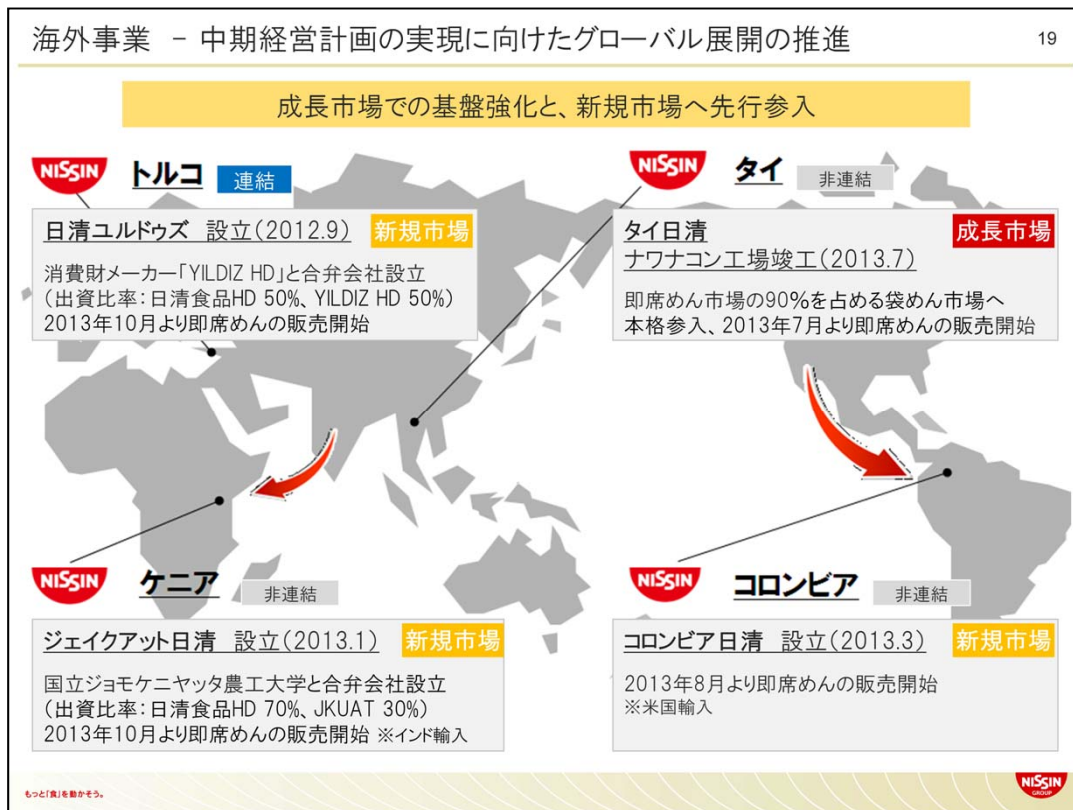 海外事業 － 中期経営計画の実現に向けたグローバル展開の推進
19
成長市場での基盤強化と、新規市場へ先行参入
NISSIN
トルコ
連結
日清ユルドゥズ 設立(2012.9)
新規市場
消費財メーカー「YILDIZ HD」と合弁会社設立
(出資比率:日清食品HD 50%、YILDIZ HD 50%)
2013年10月より即席めんの販売開始
NISSIN
タイ
非連結
タイ日清
成長市場
ナワナコン工場竣工(2013.7)
即席めん市場の90%を占める袋めん市場へ
本格参入、2013年7月より即席めんの販売開始
NISSIN
ケニア
非連結
ジェイクアット日清 設立(2013.1)
新規市場
国立ジョモケニヤッタ農工大学と合弁会社設立
(出資比率:日清食品HD 70%、JKUAT 30%)
2013年10月より即席めんの販売開始 ※インド輸入
NISSIN
コロンビア
非連結
コロンビア日清 設立(2013.3)
新規市場
2013年8月より即席めんの販売開始
※米国輸入
もっと「食」を動かそう。
NISSIN
GROUP